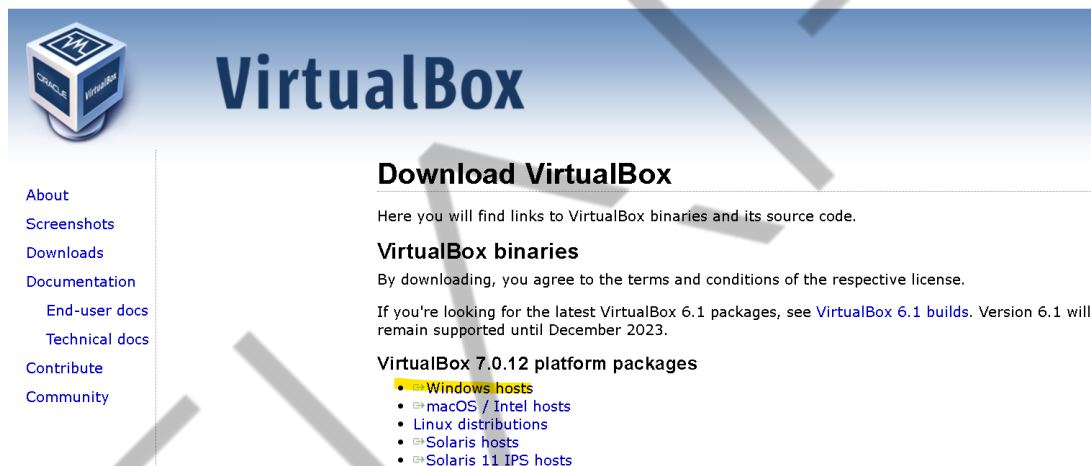 ORACLE
VirtualBox
VirtualBox
About
Screenshots
Downloads
Documentation
End-user docs
Technical docs
Contribute
Community
Download VirtualBox
Here you will find links to VirtualBox binaries and its source code.
VirtualBox binaries
By downloading, you agree to the terms and conditions of the respective license.
If you're looking for the latest VirtualBox 6.1 packages, see VirtualBox 6.1 builds. Version 6.1 will
remain supported until December 2023.
VirtualBox 7.0.12 platform packages
Windows hosts
macOS / Intel hosts
Linux distributions
Solaris hosts
Solaris 11 IPS hosts